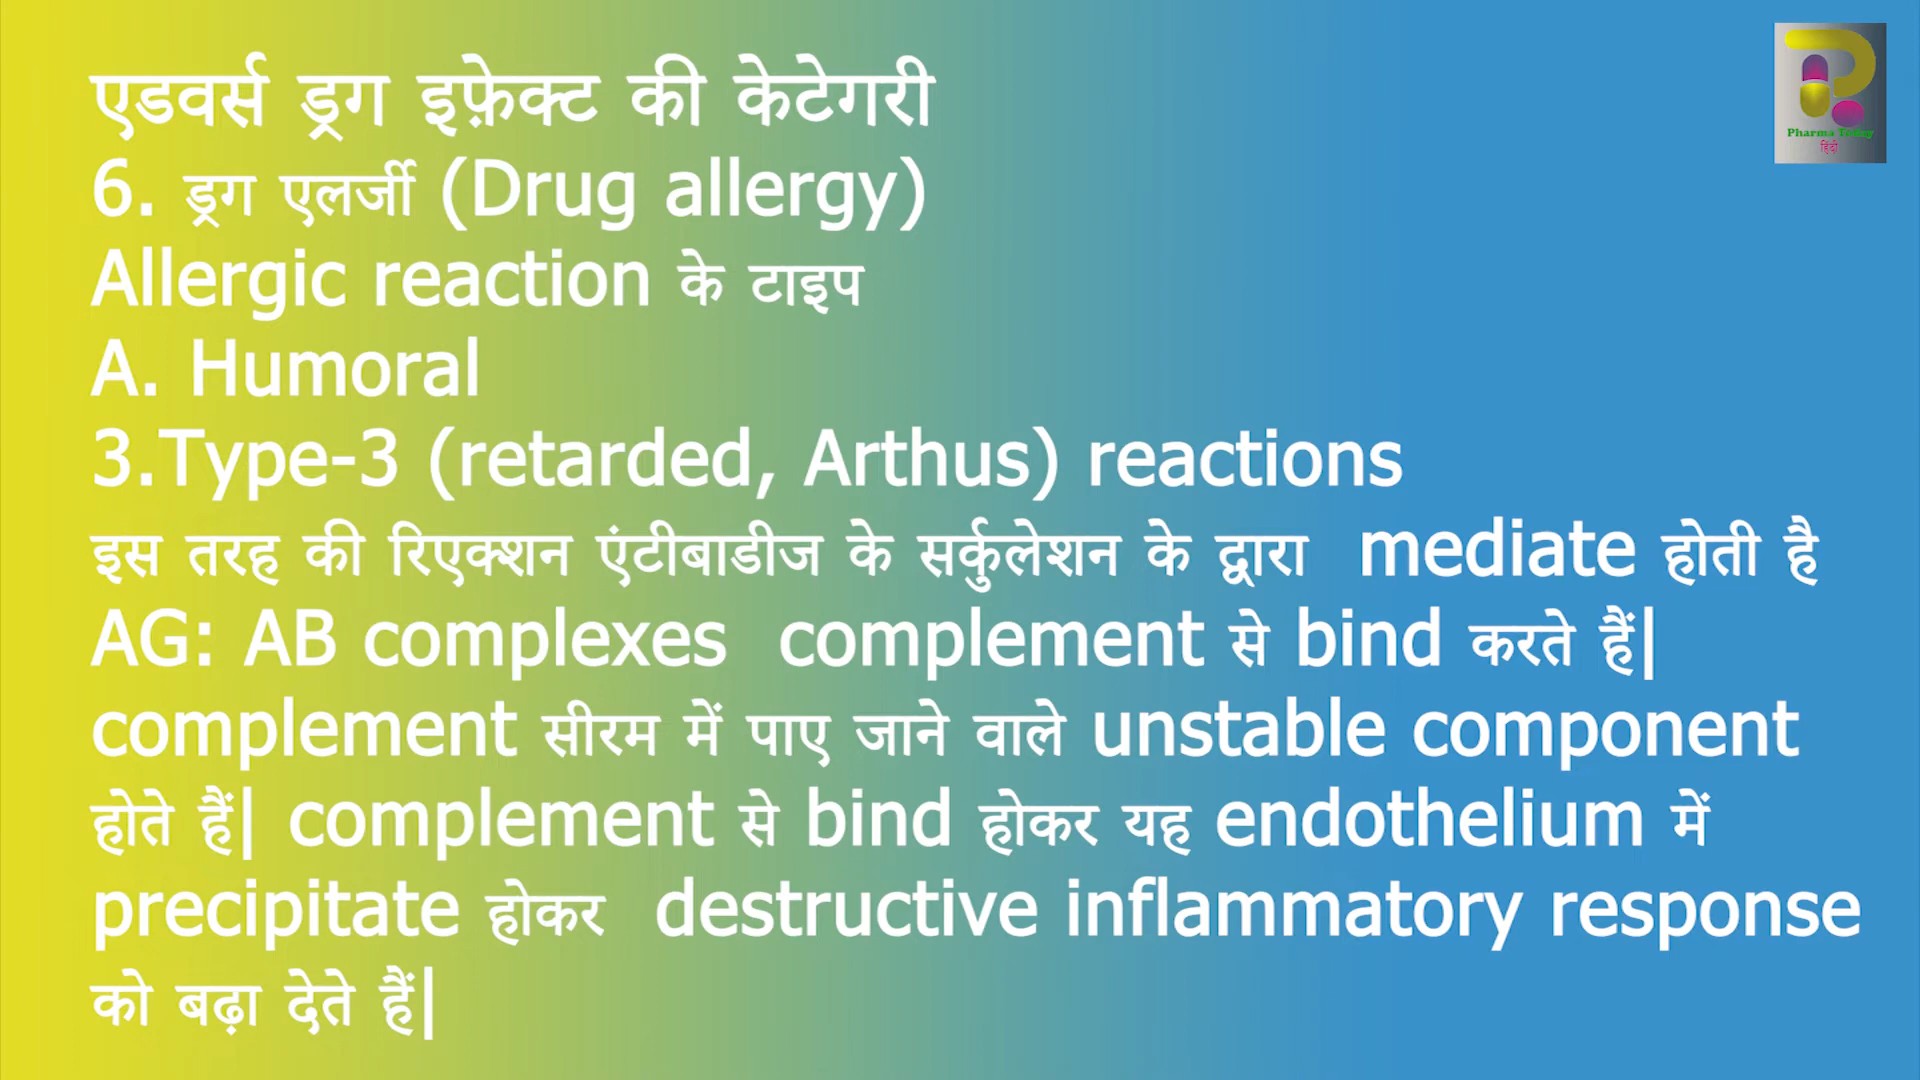 एडवर्स ड्रग इफ़ेक्ट की केटेगरी
6. ड्रग एलर्जी (Drug allergy)
Allergic reaction के टाइप
A. Humoral
3.Type-3 (retarded, Arthus) reactions
इस तरह की रिएक्शन एंटीबाडीज के सर्कुलेशन के द्वारा mediate होती है
AG: AB complexes complement से bind करते हैं|
complement सीरम में पाए जाने वाले unstable component
होते हैं| complement से bind होकर यह endothelium में
precipitate होकर destructive inflammatory response
को बढ़ा देते हैं|
Pharma Today
हिंदी